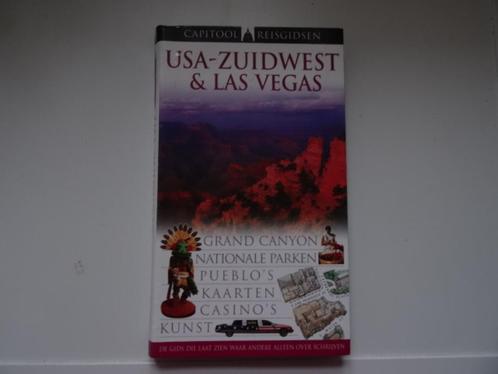 CAPITOOL REISGIDSEN
USA-ZUIDWEST
& LAS VEGAS
GRAND CANYON
NATIONALE PARKEN
PUEBLO'S
KAARTEN
CASINO'S
KUNST
DE GIDS DIE LAAT ZIEN WAAR ANDERE ALLEEN OVER SCHRIJVEN